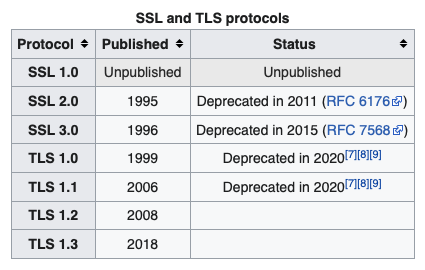 SSL and TLS protocols
Protocol Published Status
SSL 1.0 Unpublished Unpublished
SSL 2.0 1995 Deprecated in 2011 (RFC 6176)
SSL 3.0 1996 Deprecated in 2015 (RFC 7568)
TLS 1.0 1999 Deprecated in 2020[7][8][9]
TLS 1.1 2006 Deprecated in 2020[7][8][9]
TLS 1.2 2008
TLS 1.3 2018